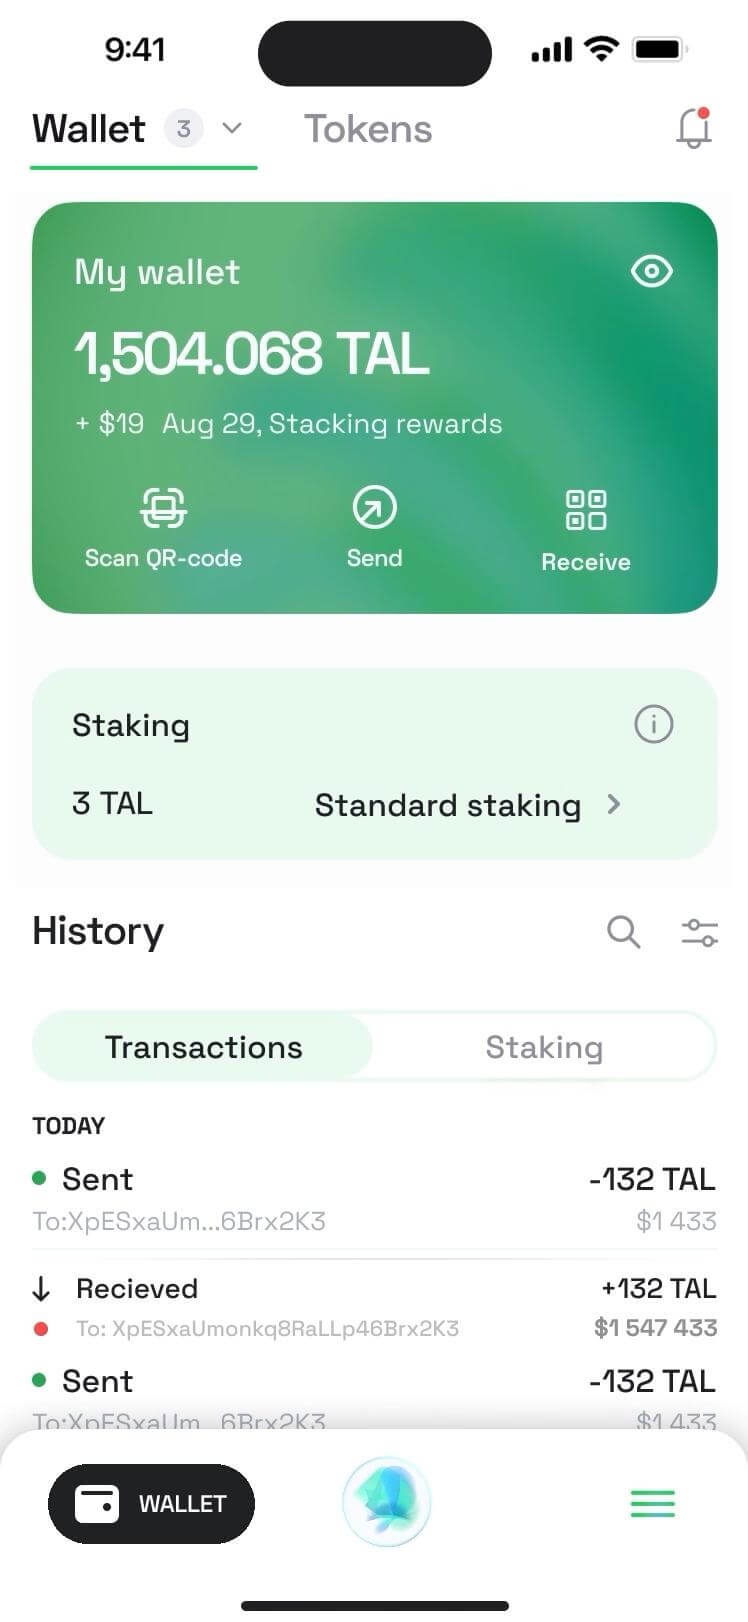 9:41
Wallet 3 Tokens
My wallet
1,504.068 TAL
+ $19 Aug 29, Stacking rewards
Scan QR-code Send Receive
Staking
3 TAL Standard staking
History
Transactions Staking
TODAY
Sent -132 TAL
To:XpESxaUm...6Brx2K3 $1 433
Recieved +132 TAL
To: XpESxaUmonkq8RaLLp46Brx2K3 $1 547 433
Sent -132 TAL
To:XpESxaUm...6Brx2K3 $1 433
WALLET